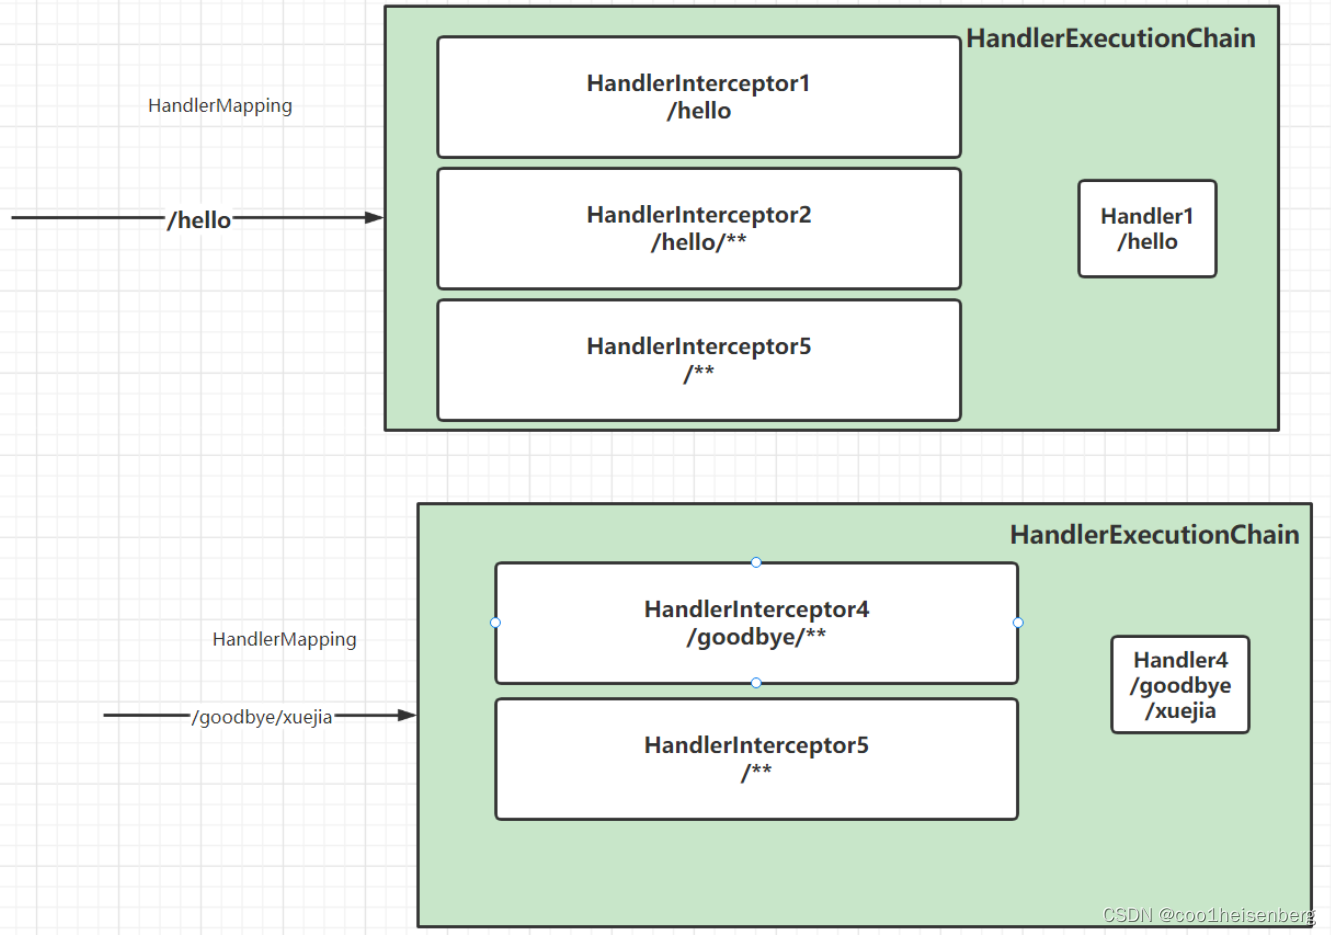 HandlerExecutionChain
HandlerInterceptor1
/hello
HandlerMapping
HandlerInterceptor2
/hello/**
/hello
Handler1
/hello
HandlerInterceptor5
/**
HandlerExecutionChain
HandlerInterceptor4
/goodbye/**
HandlerMapping
Handler4
/goodbye
/xuejia
/goodbye/xuejia
HandlerInterceptor5
/**
CSDN @coo1heisenberg